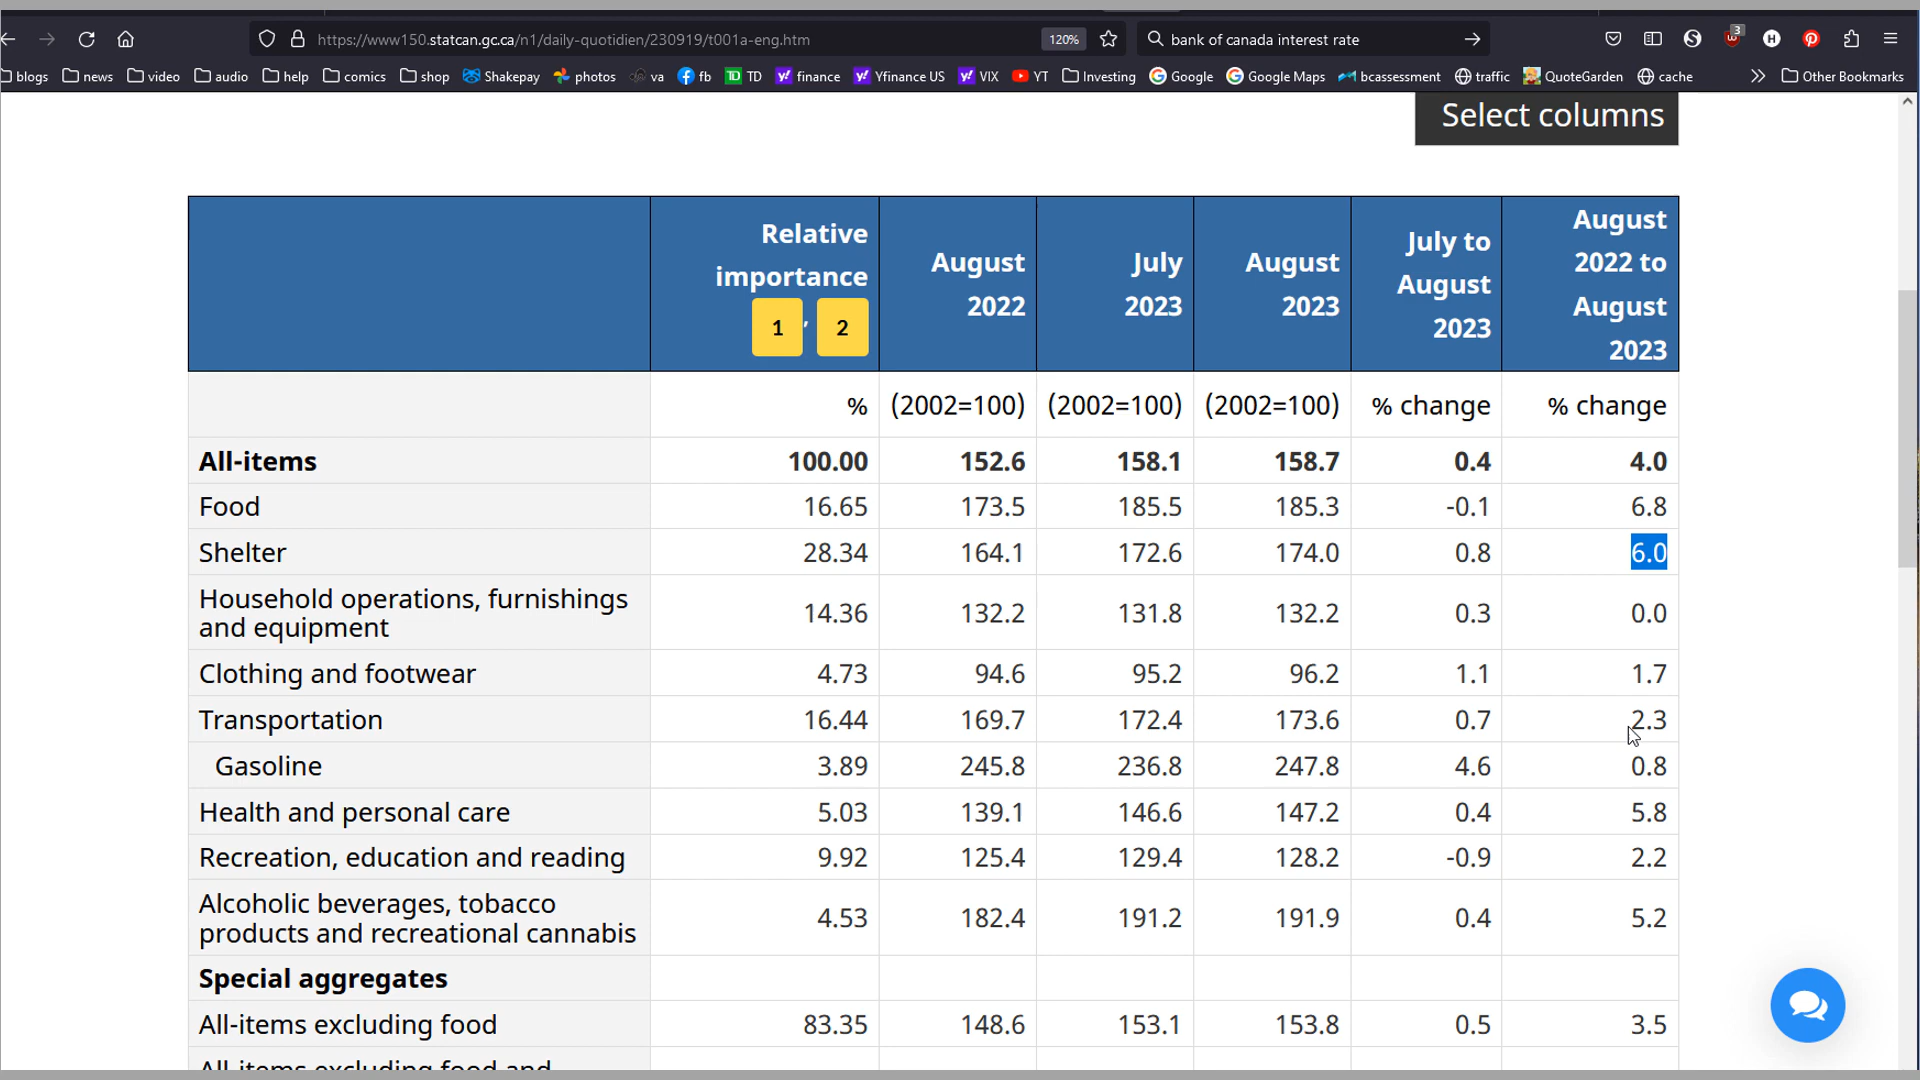 https://www150.statcan.gc.ca/n1/daily-quotidien/230919/t001a-eng.htm 120% bank of canada interest rate 3
blogs news video audio help comics shop Shakepay photos va fb TD y! finance y! Yfinance US y! VIX YT Investing Google Google Maps bcassessment traffic QuoteGarden cache Other Bookmarks
Select columns
Relative importance 1 , 2 August 2022 July 2023 August 2023 July to August 2023 August 2022 to August 2023
% (2002=100) (2002=100) (2002=100) % change % change
All-items 100.00 152.6 158.1 158.7 0.4 4.0
Food 16.65 173.5 185.5 185.3 -0.1 6.8
Shelter 28.34 164.1 172.6 174.0 0.8 6.0
Household operations, furnishings
and equipment 14.36 132.2 131.8 132.2 0.3 0.0
Clothing and footwear 4.73 94.6 95.2 96.2 1.1 1.7
Transportation 16.44 169.7 172.4 173.6 0.7 2.3
Gasoline 3.89 245.8 236.8 247.8 4.6 0.8
Health and personal care 5.03 139.1 146.6 147.2 0.4 5.8
Recreation, education and reading 9.92 125.4 129.4 128.2 -0.9 2.2
Alcoholic beverages, tobacco
products and recreational cannabis 4.53 182.4 191.2 191.9 0.4 5.2
Special aggregates
All-items excluding food 83.35 148.6 153.1 153.8 0.5 3.5
All-items excluding food and